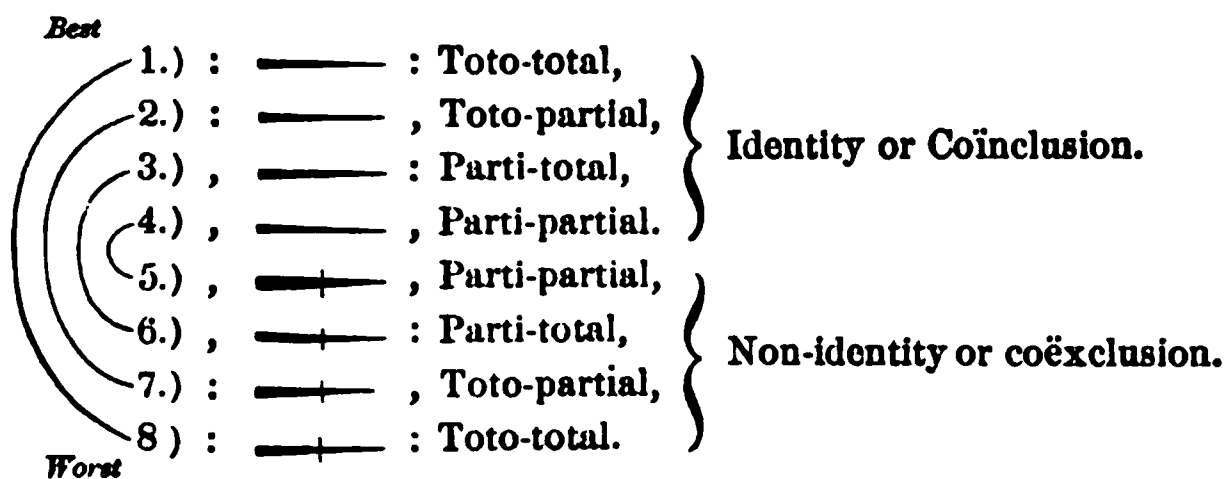 Best
1.) : : Toto-total,
2.) : , Toto-partial,
3.) , : Parti-total,
4.) , , Parti-partial.
Identity or Coïnclusion.
5.) , , Parti-partial,
6.) , : Parti-total,
7.) : , Toto-partial,
8 ) : : Toto-total.
Non-identity or coëxclusion.
Worst